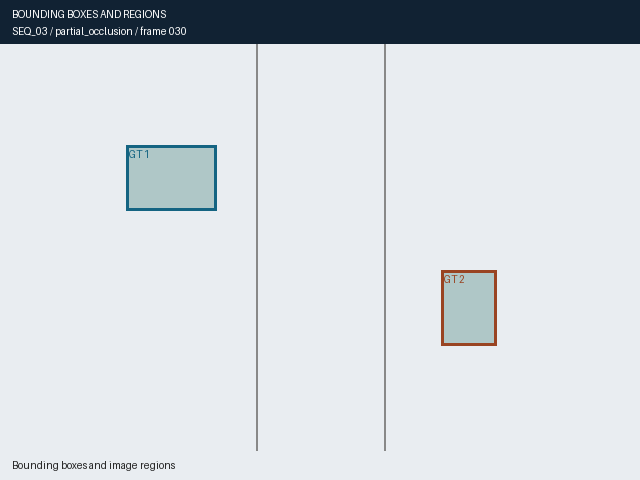 BOUNDING BOXES AND REGIONS
SEQ_03 / partial_occlusion / frame 030
GT1
GT2
Bounding boxes and image regions